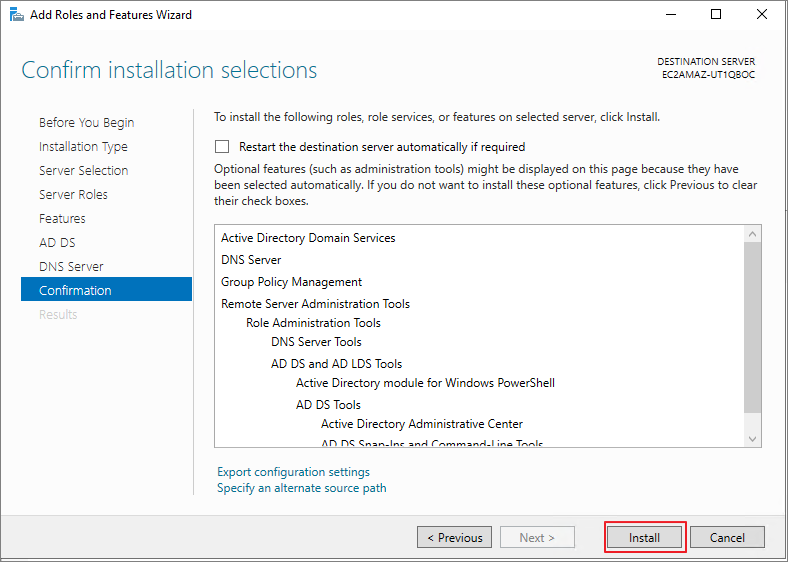 Add Roles and Features Wizard
Confirm installation selections
DESTINATION SERVER
EC2AMAZ-UT1QBOC
Before You Begin
Installation Type
Server Selection
Server Roles
Features
AD DS
DNS Server
Confirmation
Results
To install the following roles, role services, or features on selected server, click Install.
Restart the destination server automatically if required
Optional features (such as administration tools) might be displayed on this page because they have
been selected automatically. If you do not want to install these optional features, click Previous to clear
their check boxes.
Active Directory Domain Services
DNS Server
Group Policy Management
Remote Server Administration Tools
Role Administration Tools
DNS Server Tools
AD DS and AD LDS Tools
Active Directory module for Windows PowerShell
AD DS Tools
Active Directory Administrative Center
AD DS Snap-Ins and Command-Line Tools
Export configuration settings
Specify an alternate source path
< Previous
Next >
Install
Cancel